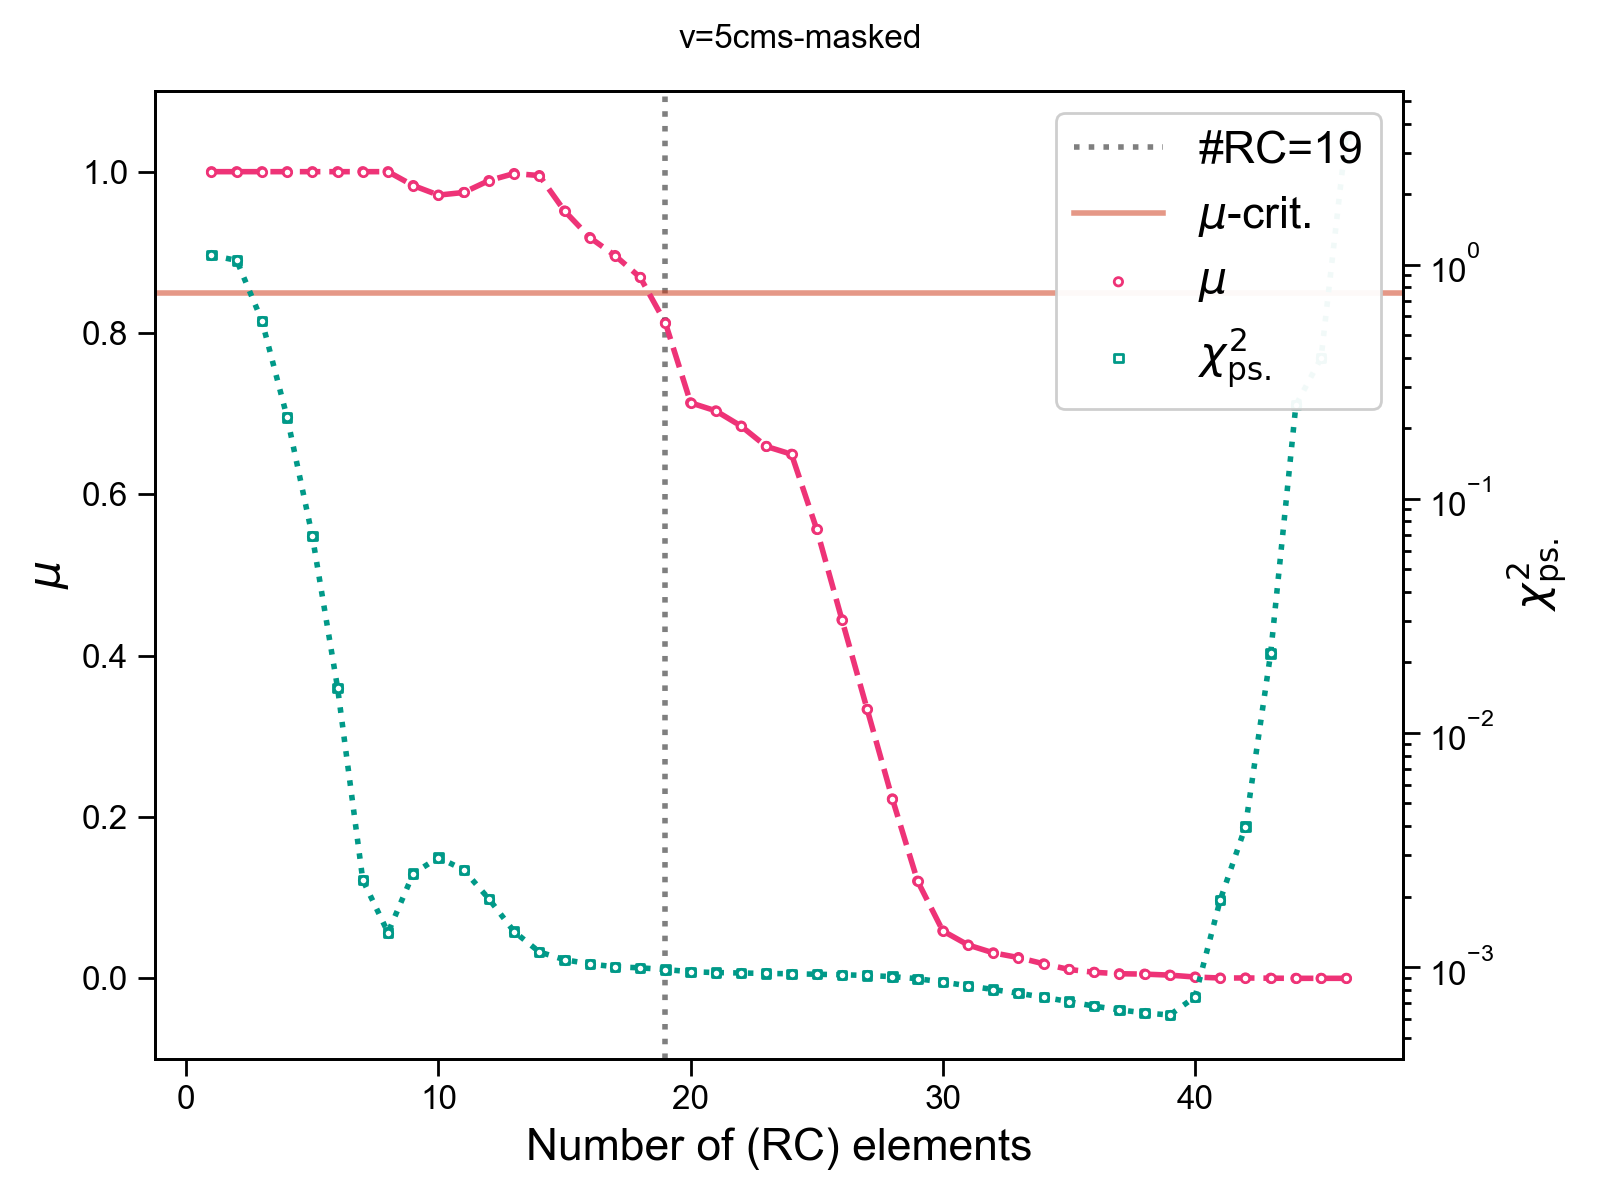 v=5cms-masked
#RC=19
μ-crit.
μ
χ²ps.
1.0
0.8
0.6
0.4
0.2
0.0
μ
10⁰
10⁻¹
10⁻²
10⁻³
χ²ps.
0 10 20 30 40
Number of (RC) elements